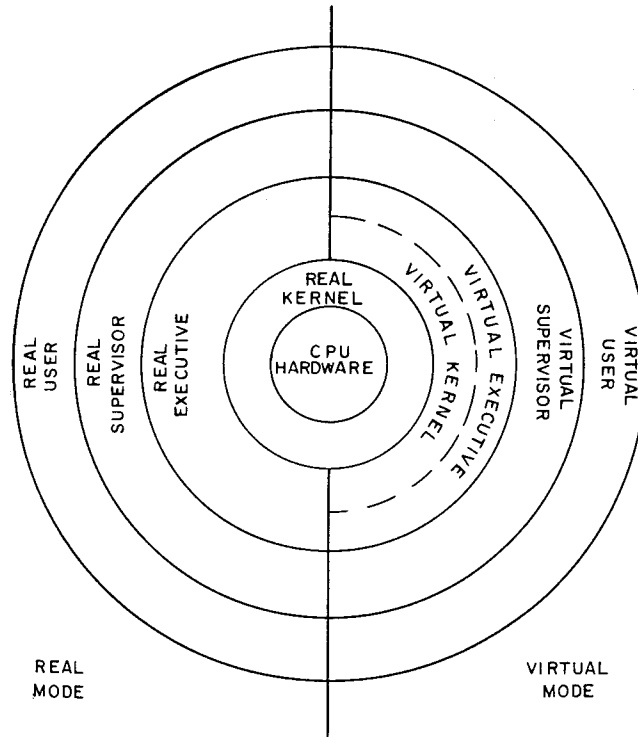 REAL
KERNEL
CPU
HARDWARE
REAL
USER
REAL
SUPERVISOR
REAL
EXECUTIVE
VIRTUAL KERNEL
VIRTUAL EXECUTIVE
VIRTUAL
SUPERVISOR
VIRTUAL
USER
REAL
MODE
VIRTUAL
MODE